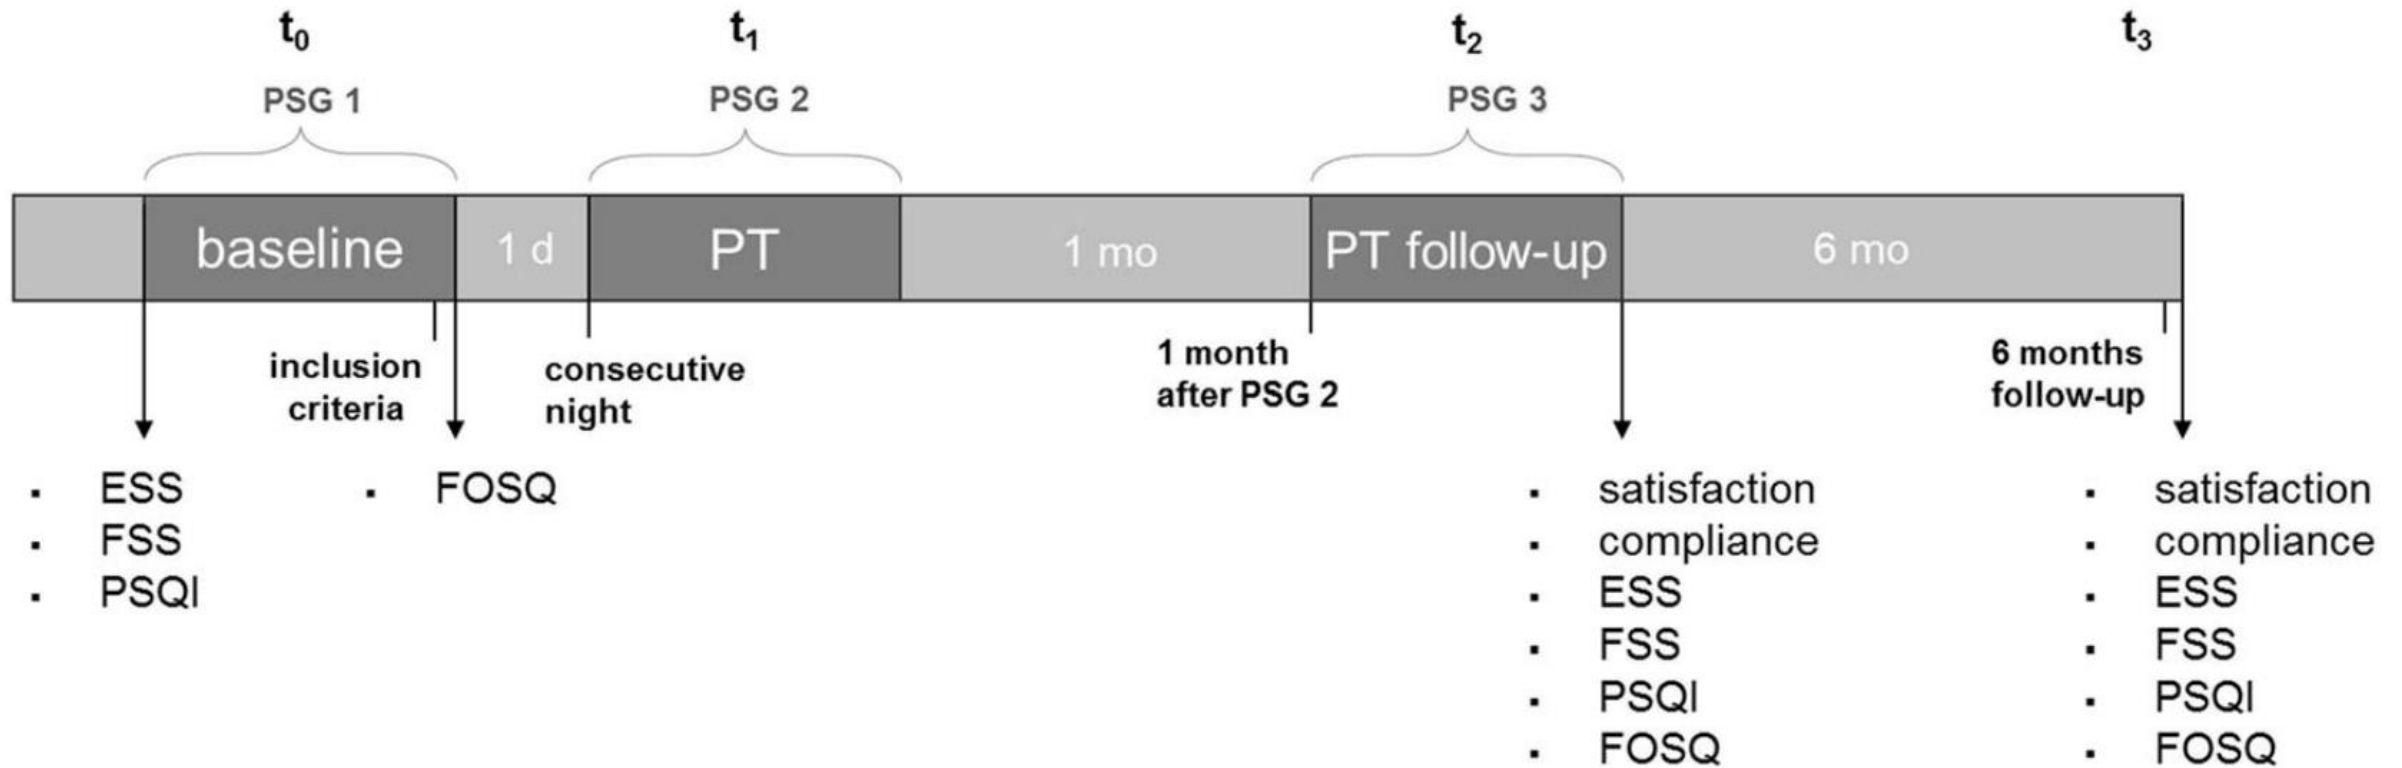 t0
t1
t2
t3
PSG 1
PSG 2
PSG 3
baseline
1 d
PT
1 mo
PT follow-up
6 mo
inclusion
criteria
consecutive
night
1 month
after PSG 2
6 months
follow-up
▪ ESS
▪ FSS
▪ PSQI
▪ FOSQ
▪ satisfaction
▪ compliance
▪ ESS
▪ FSS
▪ PSQI
▪ FOSQ
▪ satisfaction
▪ compliance
▪ ESS
▪ FSS
▪ PSQI
▪ FOSQ